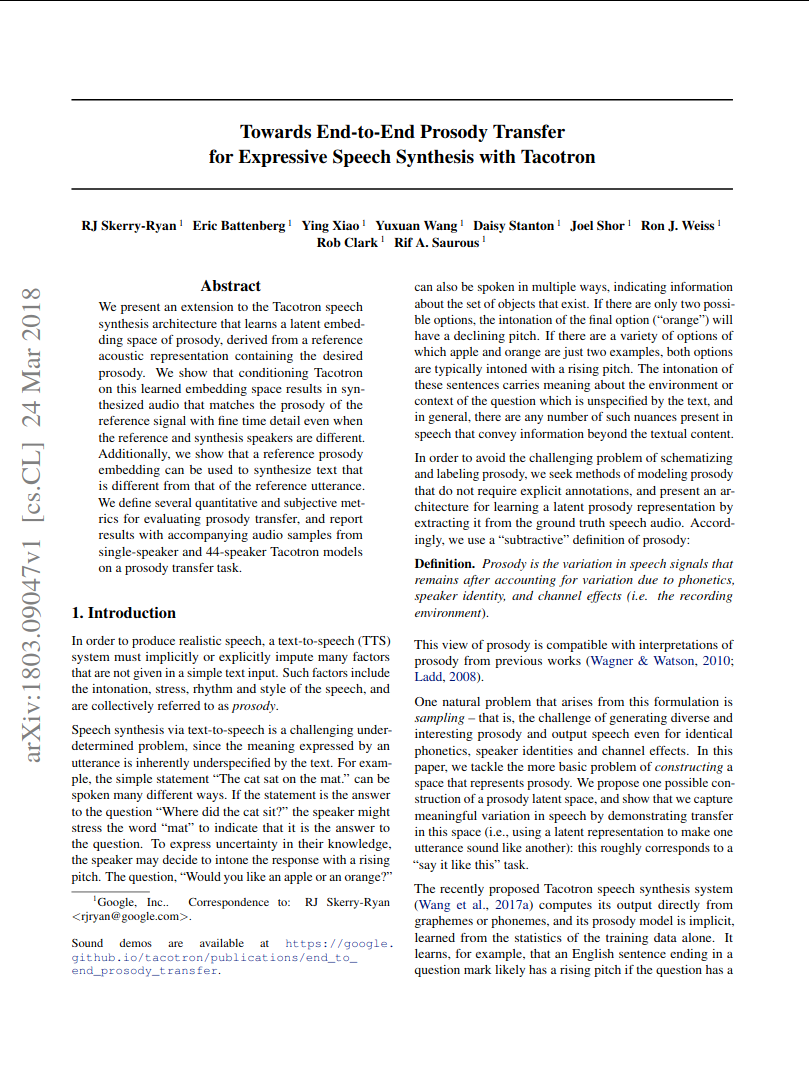 Towards End-to-End Prosody Transfer
for Expressive Speech Synthesis with Tacotron
RJ Skerry-Ryan 1 Eric Battenberg 1 Ying Xiao 1 Yuxuan Wang 1 Daisy Stanton 1 Joel Shor 1 Ron J. Weiss 1
Rob Clark 1 Rif A. Saurous 1
arXiv:1803.09047v1 [cs.CL] 24 Mar 2018
Abstract
We present an extension to the Tacotron speech
synthesis architecture that learns a latent embed-
ding space of prosody, derived from a reference
acoustic representation containing the desired
prosody. We show that conditioning Tacotron
on this learned embedding space results in syn-
thesized audio that matches the prosody of the
reference signal with fine time detail even when
the reference and synthesis speakers are different.
Additionally, we show that a reference prosody
embedding can be used to synthesize text that
is different from that of the reference utterance.
We define several quantitative and subjective met-
rics for evaluating prosody transfer, and report
results with accompanying audio samples from
single-speaker and 44-speaker Tacotron models
on a prosody transfer task.
1. Introduction
In order to produce realistic speech, a text-to-speech (TTS)
system must implicitly or explicitly impute many factors
that are not given in a simple text input. Such factors include
the intonation, stress, rhythm and style of the speech, and
are collectively referred to as prosody.
Speech synthesis via text-to-speech is a challenging under-
determined problem, since the meaning expressed by an
utterance is inherently underspecified by the text. For exam-
ple, the simple statement “The cat sat on the mat.” can be
spoken many different ways. If the statement is the answer
to the question “Where did the cat sit?” the speaker might
stress the word “mat” to indicate that it is the answer to
the question. To express uncertainty in their knowledge,
the speaker may decide to intone the response with a rising
pitch. The question, “Would you like an apple or an orange?”
1Google, Inc.. Correspondence to: RJ Skerry-Ryan
<rjryan@google.com>.
Sound demos are available at https://google.
github.io/tacotron/publications/end_to_
end_prosody_transfer.
can also be spoken in multiple ways, indicating information
about the set of objects that exist. If there are only two possi-
ble options, the intonation of the final option (“orange”) will
have a declining pitch. If there are a variety of options of
which apple and orange are just two examples, both options
are typically intoned with a rising pitch. The intonation of
these sentences carries meaning about the environment or
context of the question which is unspecified by the text, and
in general, there are any number of such nuances present in
speech that convey information beyond the textual content.
In order to avoid the challenging problem of schematizing
and labeling prosody, we seek methods of modeling prosody
that do not require explicit annotations, and present an ar-
chitecture for learning a latent prosody representation by
extracting it from the ground truth speech audio. Accord-
ingly, we use a “subtractive” definition of prosody:
Definition. Prosody is the variation in speech signals that
remains after accounting for variation due to phonetics,
speaker identity, and channel effects (i.e. the recording
environment).
This view of prosody is compatible with interpretations of
prosody from previous works (Wagner & Watson, 2010;
Ladd, 2008).
One natural problem that arises from this formulation is
sampling – that is, the challenge of generating diverse and
interesting prosody and output speech even for identical
phonetics, speaker identities and channel effects. In this
paper, we tackle the more basic problem of constructing a
space that represents prosody. We propose one possible con-
struction of a prosody latent space, and show that we capture
meaningful variation in speech by demonstrating transfer
in this space (i.e., using a latent representation to make one
utterance sound like another): this roughly corresponds to a
“say it like this” task.
The recently proposed Tacotron speech synthesis system
(Wang et al., 2017a) computes its output directly from
graphemes or phonemes, and its prosody model is implicit,
learned from the statistics of the training data alone. It
learns, for example, that an English sentence ending in a
question mark likely has a rising pitch if the question has a